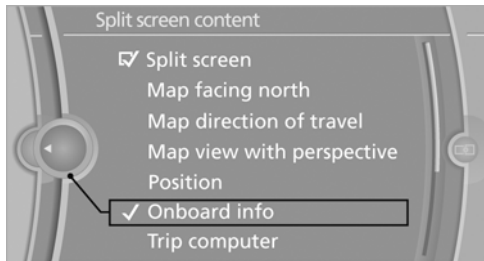 Split screen content
Split screen
Map facing north
Map direction of travel
Map view with perspective
Position
Onboard info
Trip computer